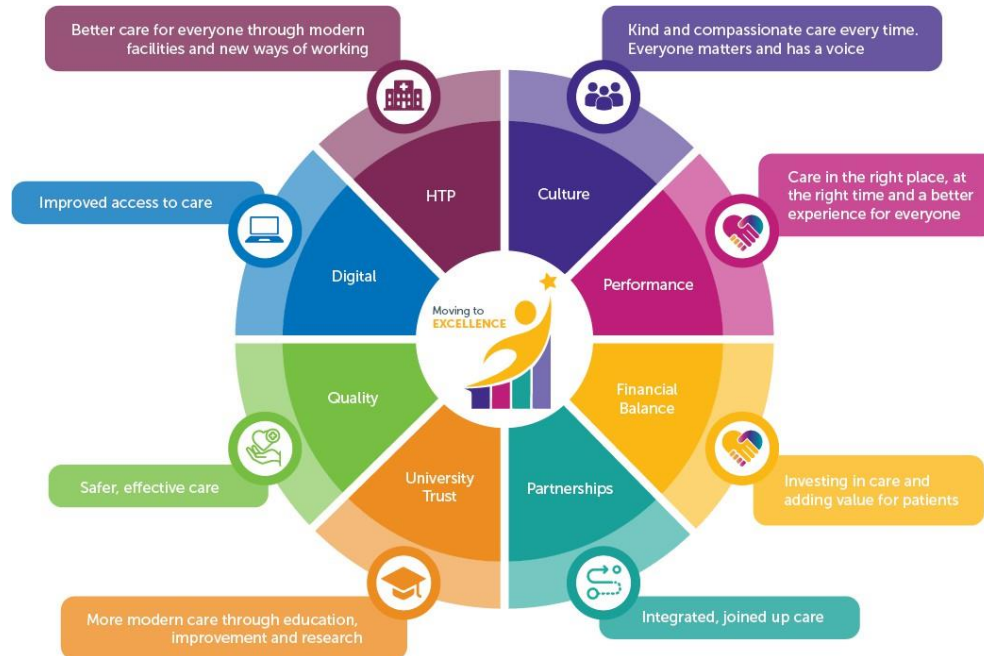 Better care for everyone through modern
facilities and new ways of working
Kind and compassionate care every time.
Everyone matters and has a voice
HTP
Culture
Improved access to care
Care in the right place, at
the right time and a better
experience for everyone
Digital
Performance
Moving to
EXCELLENCE
Quality
Financial
Balance
University
Trust
Partnerships
Safer, effective care
Investing in care and
adding value for patients
More modern care through education,
improvement and research
Integrated, joined up care